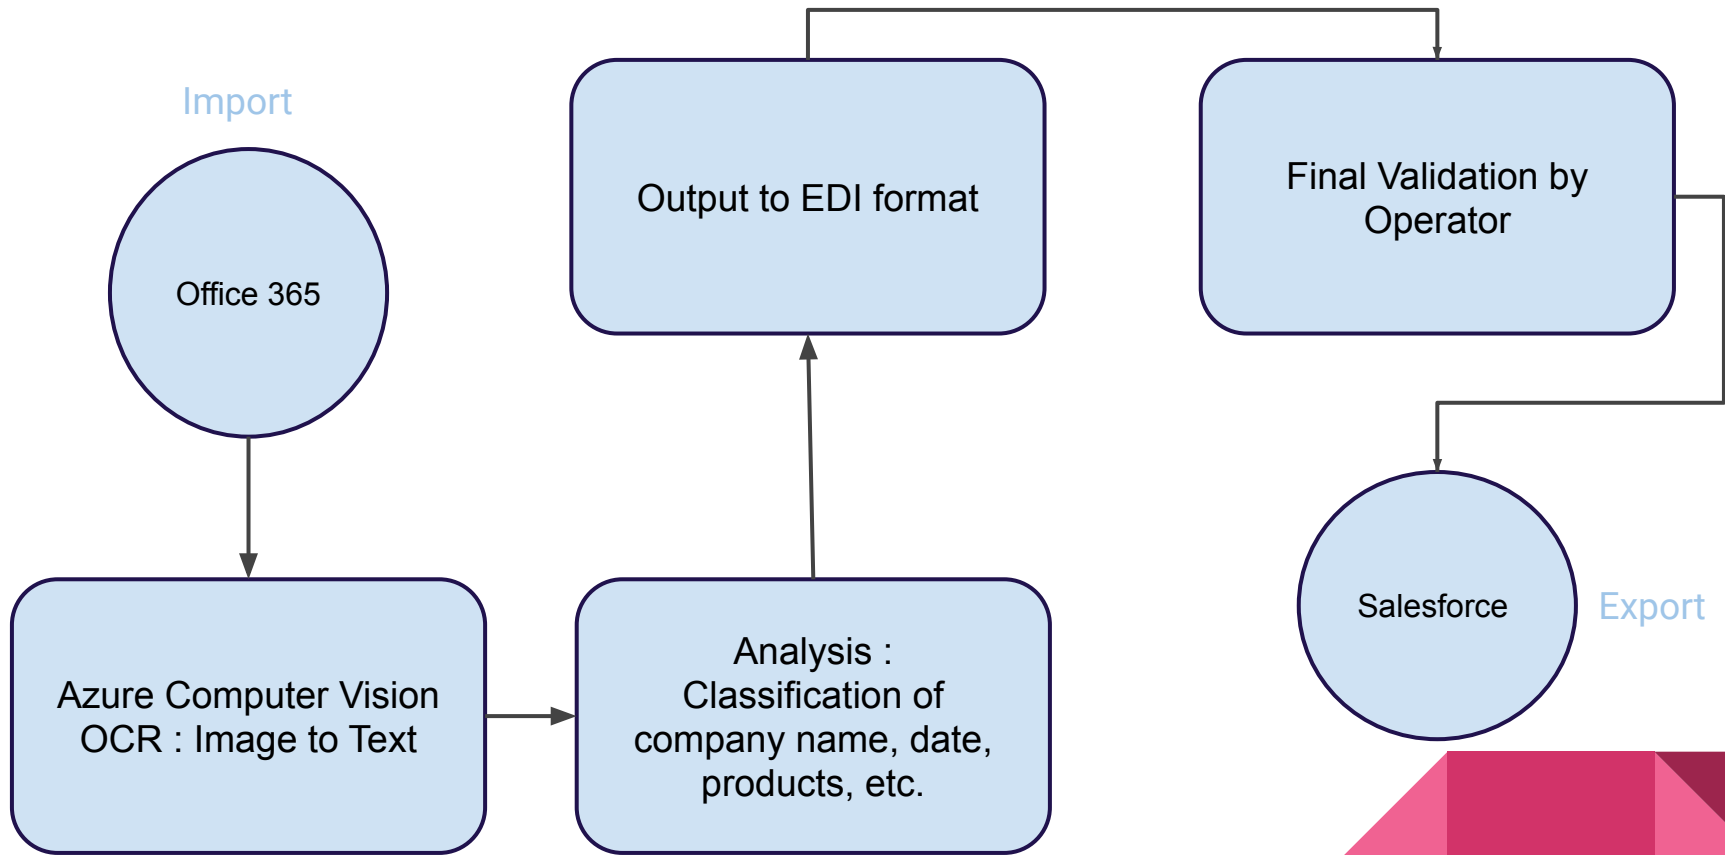 Import
Office 365
Azure Computer Vision
OCR : Image to Text
Analysis :
Classification of
company name, date,
products, etc.
Output to EDI format
Final Validation by
Operator
Salesforce
Export